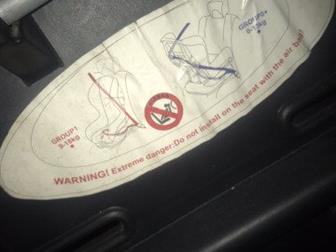 GROUP1
9-18kg
GROUP0+
0-13kg
WARNING! Extreme danger:Do not install on the seat with the air bag!